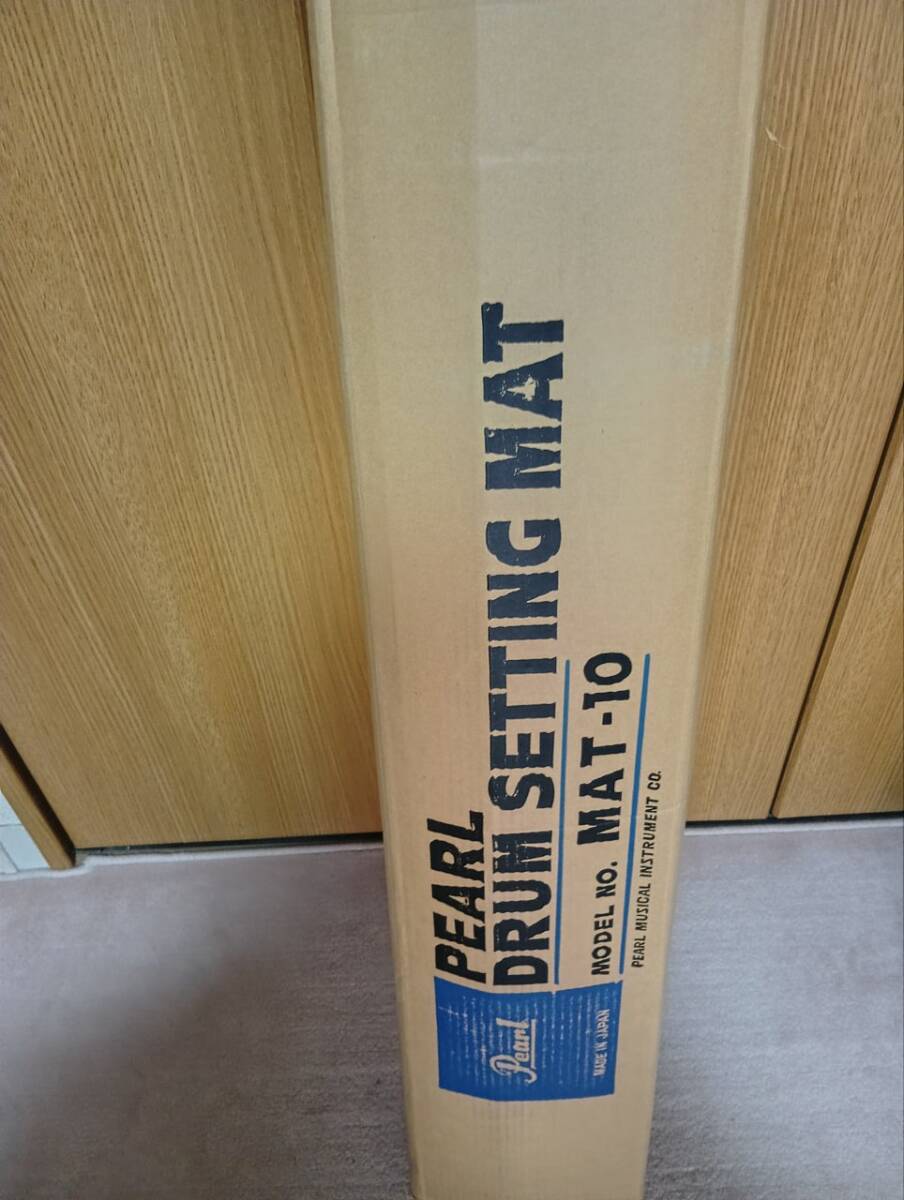 PEARL
DRUM SETTING MAT
MODEL NO. MAT-10
PEARL MUSICAL INSTRUMENT CO.
Pearl
MADE IN JAPAN